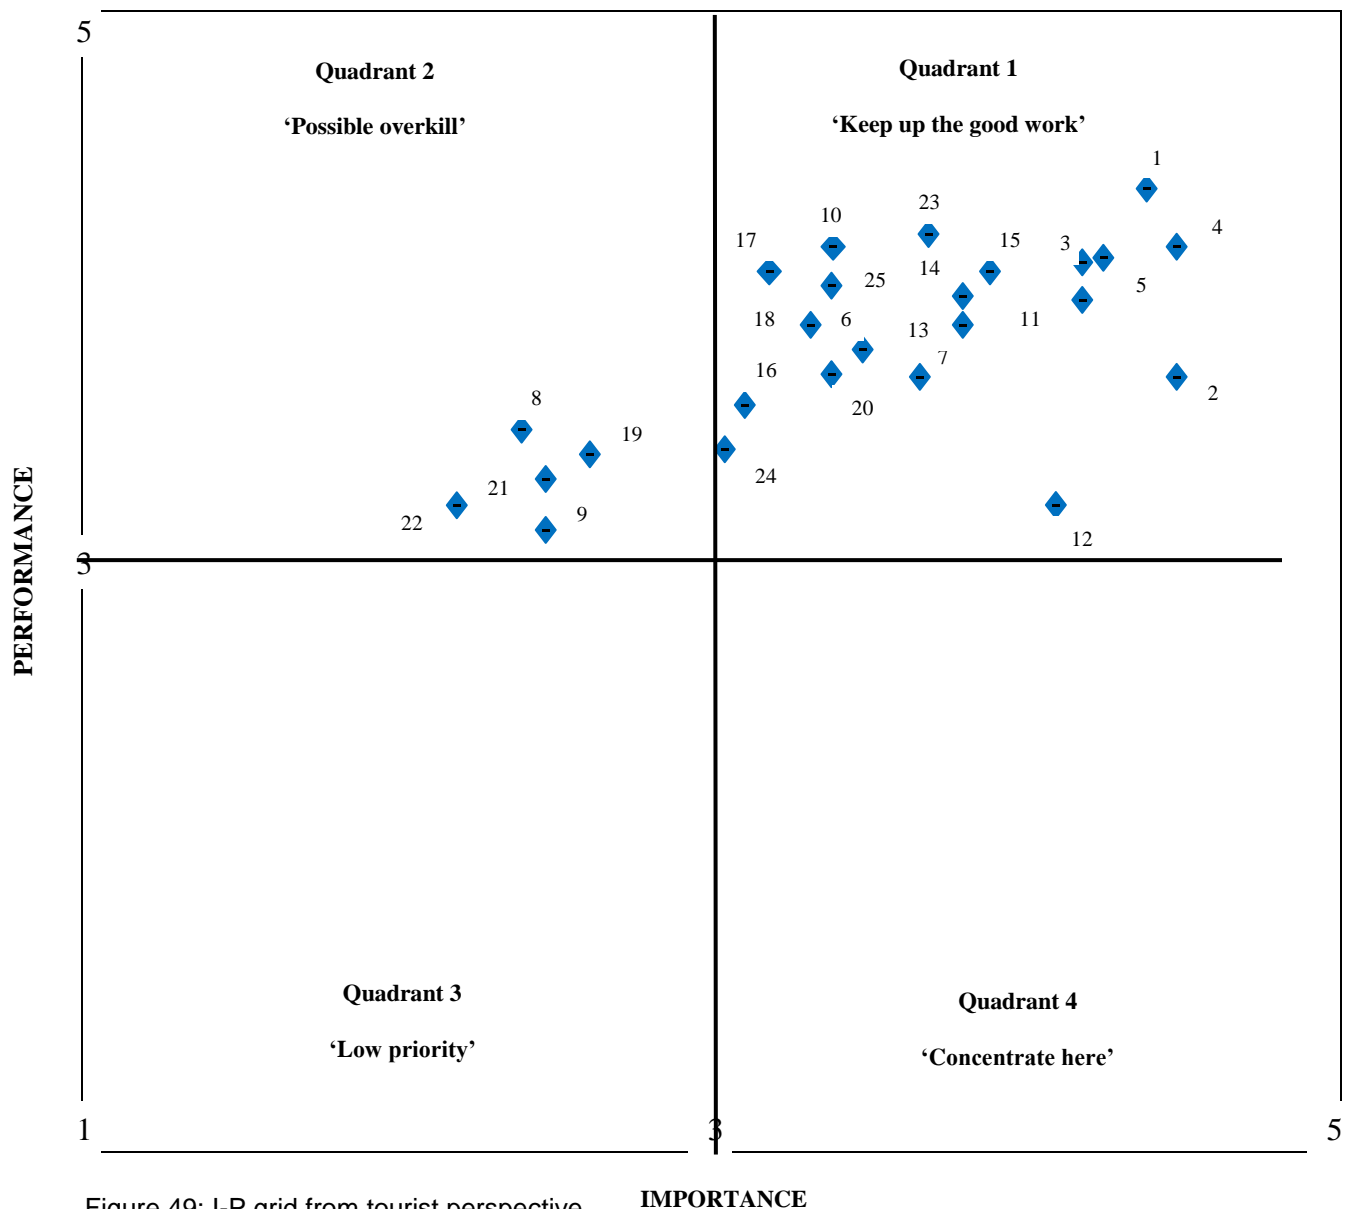 5
Quadrant 2
Quadrant 1
‘Possible overkill’
‘Keep up the good work’
1
23
10
4
17
15
3
14
25
5
18
6
13
11
7
16
2
8
20
19
24
21
9
22
12
3
PERFORMANCE
Quadrant 3
Quadrant 4
‘Low priority’
‘Concentrate here’
1
3
5
IMPORTANCE
Figure 49: I-P grid from tourist perspective